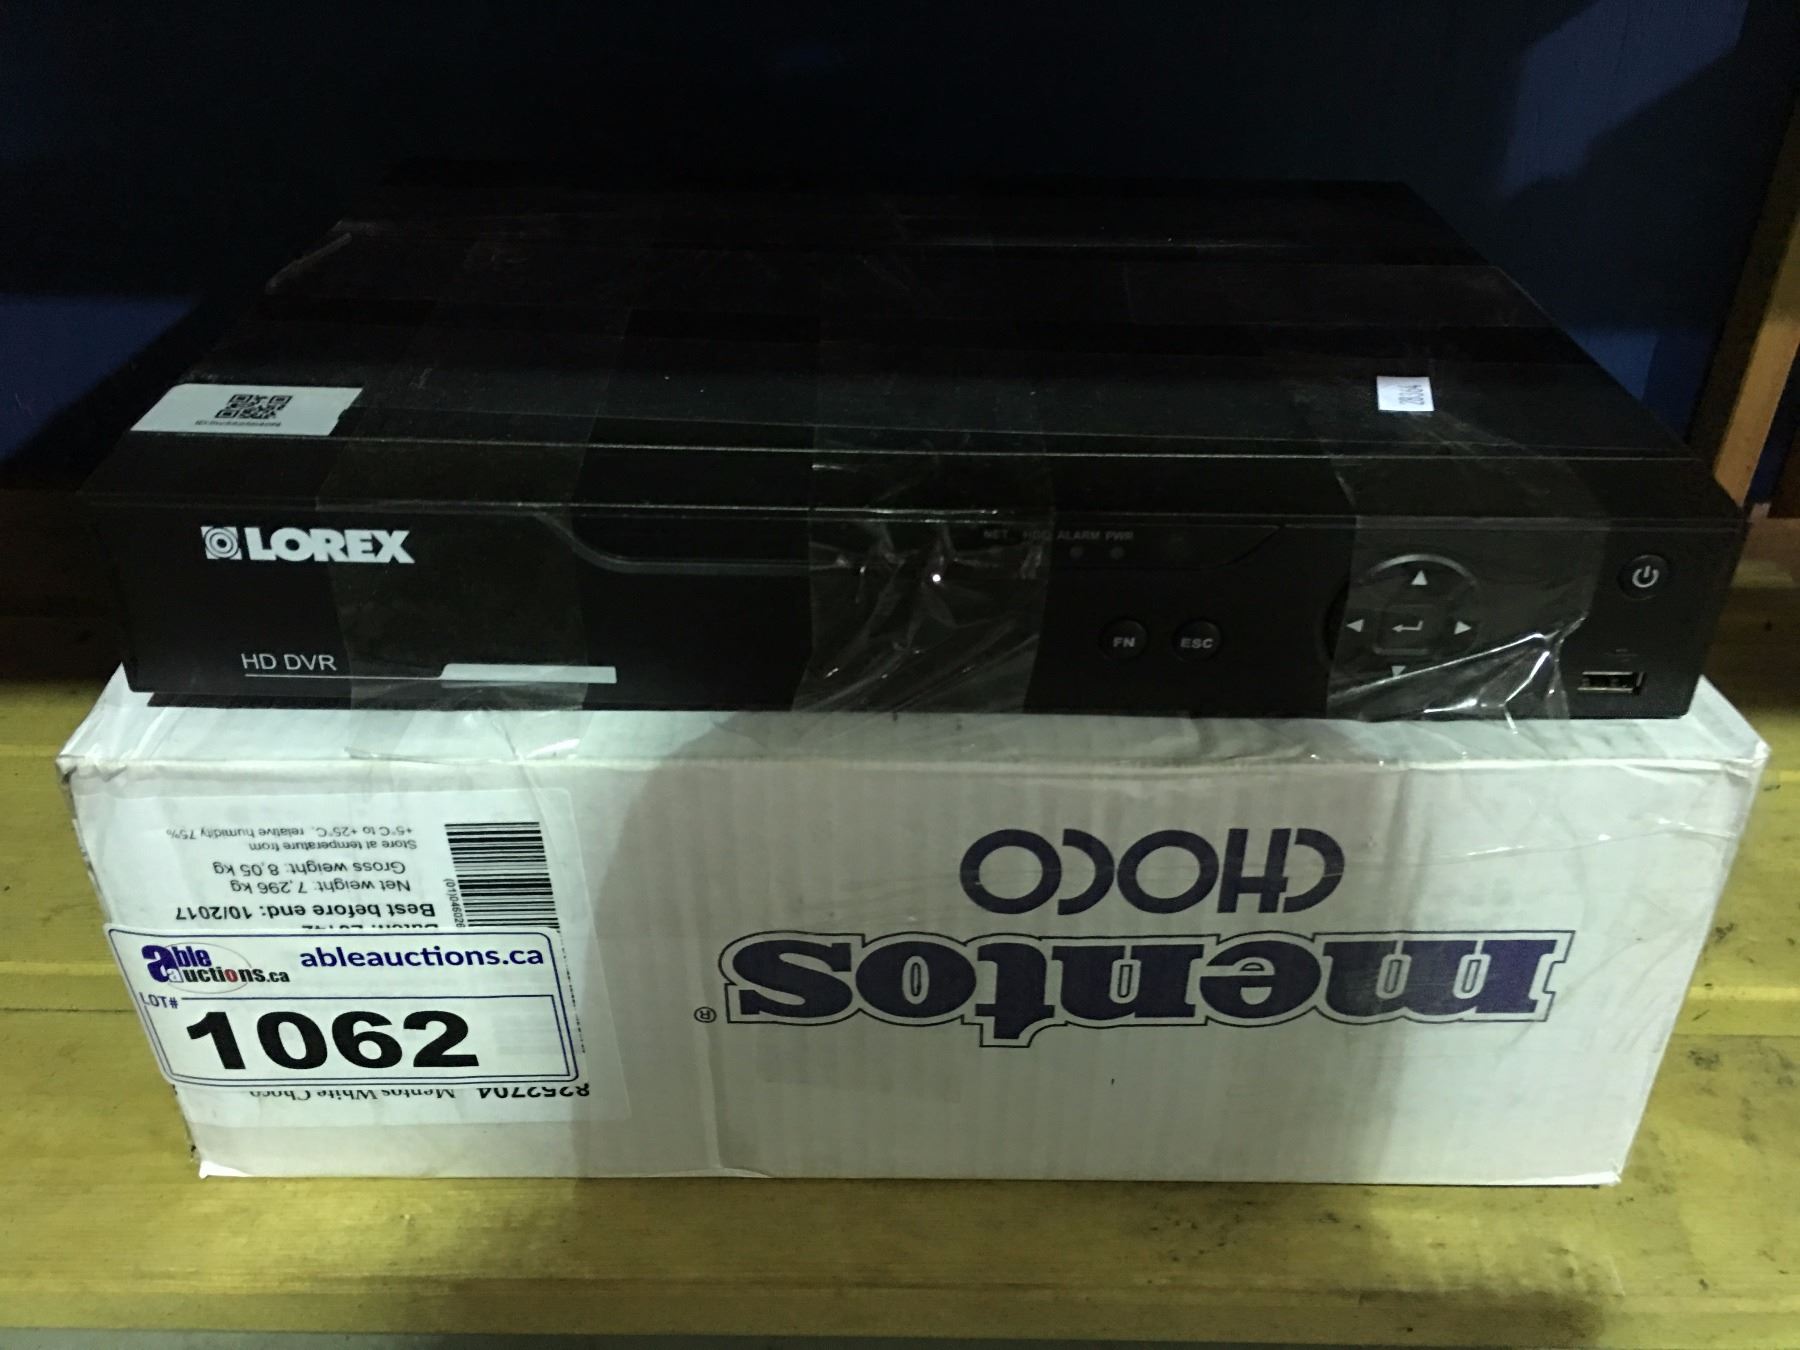 28364
LOREX
NET HDD ALARM PWR
FN ESC
HD DVR
+5°C to +25°C, relative humidity 75%
Store at temperature from
Gross weight: 8,05 kg
Net weight: 7,296 kg
Best before end: 10/2017
CHOCO
mentos®
able auctions.ca
ableauctions.ca
LOT#
1062
8252704 Mentos White Choco